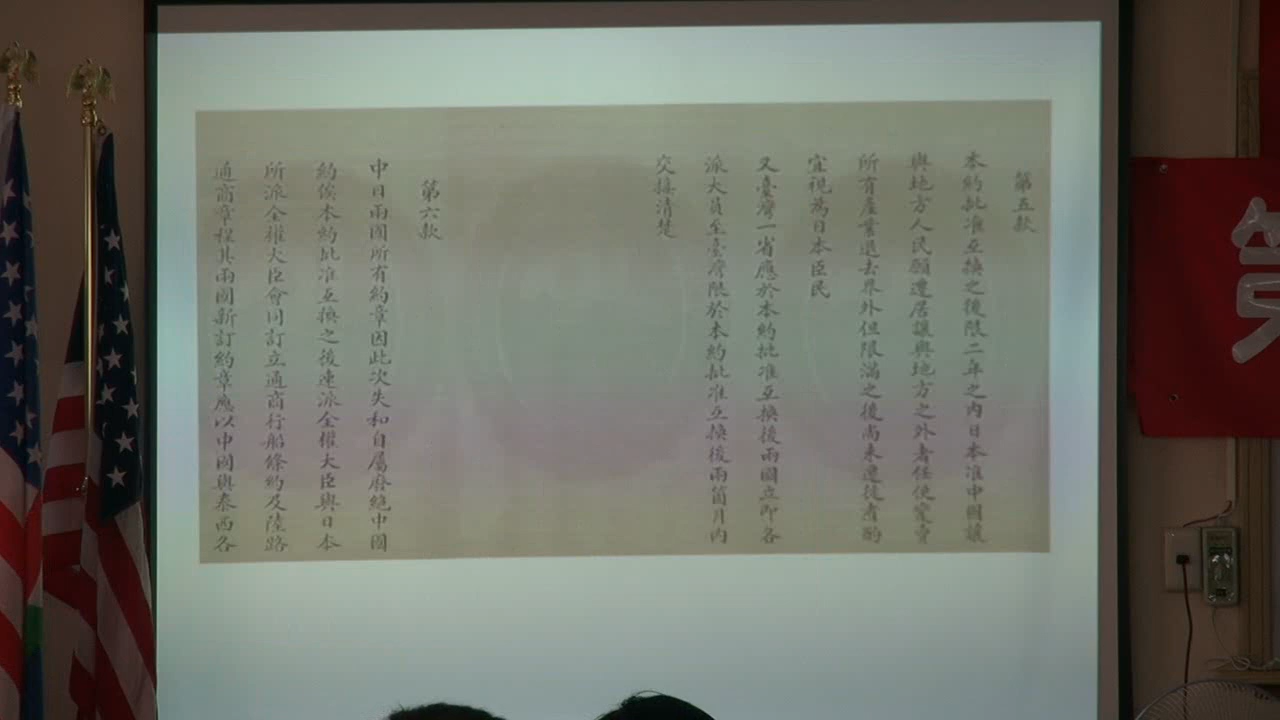 第五款
本約批准互換之後限二年之內日本准中國讓
與地方人民願遷居讓與地方之外者任便變賣
所有產業退去界外但限滿之後尚未遷徙者酌
宜視為日本臣民
又臺灣一省應於本約批准互換後兩國立即各
派大員至臺灣限於本約批准互換後兩箇月內
交接清楚
第六款
中日兩國所有約章因此次失和自屬廢絕中國
約俟本約批准互換之後速派全權大臣與日本
所派全權大臣會同訂立通商行船條約及陸路
通商章程其兩國新訂約章應以中國與泰西各